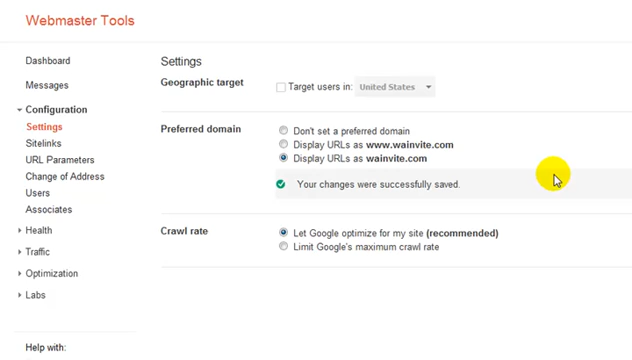 Webmaster Tools
Dashboard
Messages
Configuration
Settings
Sitelinks
URL Parameters
Change of Address
Users
Associates
Health
Traffic
Optimization
Labs
Help with:
Settings
Geographic target
Target users in: United States
Preferred domain
Don't set a preferred domain
Display URLs as www.wainvite.com
Display URLs as wainvite.com
Your changes were successfully saved.
Crawl rate
Let Google optimize for my site (recommended)
Limit Google's maximum crawl rate